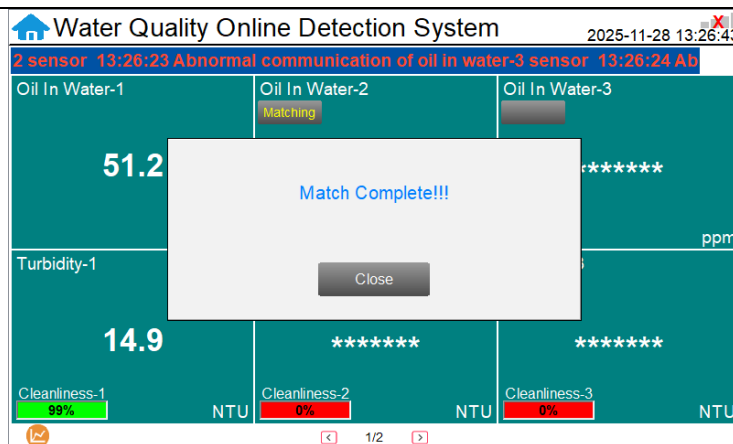 Water Quality Online Detection System
2025-11-28 13:26:43
2 sensor 13:26:23 Abnormal communication of oil in water-3 sensor 13:26:24 Ab
Oil In Water-1
Oil In Water-2
Oil In Water-3
Matching
51.2
*******
Match Complete!!!
ppm
Turbidity-1
3
Close
14.9
*******
*******
Cleanliness-1
Cleanliness-2
Cleanliness-3
99%
NTU
0%
NTU
0%
NTU
1/2